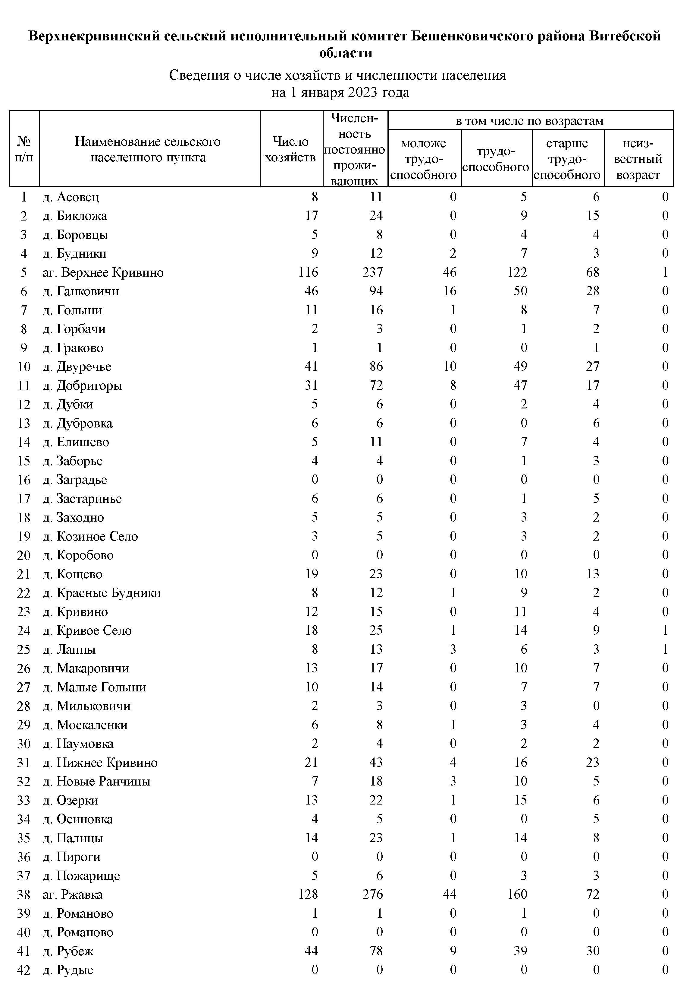 Верхнекривинский сельский исполнительный комитет Бешенковичского района Витебской
области
Сведения о числе хозяйств и численности населения
на 1 января 2023 года
№ п/п Наименование сельского населенного пункта Число хозяйств Числен-ность постоянно прожи-вающих в том числе по возрастам
моложе трудо-способного трудо-способного старше трудо-способного неиз-вестный возраст
1 д. Асовец 8 11 0 5 6 0
2 д. Бикложа 17 24 0 9 15 0
3 д. Боровцы 5 8 0 4 4 0
4 д. Будники 9 12 2 7 3 0
5 аг. Верхнее Кривино 116 237 46 122 68 1
6 д. Ганковичи 46 94 16 50 28 0
7 д. Голыни 11 16 1 8 7 0
8 д. Горбачи 2 3 0 1 2 0
9 д. Граково 1 1 0 0 1 0
10 д. Двуречье 41 86 10 49 27 0
11 д. Добригоры 31 72 8 47 17 0
12 д. Дубки 5 6 0 2 4 0
13 д. Дубровка 6 6 0 0 6 0
14 д. Елишево 5 11 0 7 4 0
15 д. Заборье 4 4 0 1 3 0
16 д. Заградье 0 0 0 0 0 0
17 д. Застаринье 6 6 0 1 5 0
18 д. Заходно 5 5 0 3 2 0
19 д. Козиное Село 3 5 0 3 2 0
20 д. Коробово 0 0 0 0 0 0
21 д. Кощево 19 23 0 10 13 0
22 д. Красные Будники 8 12 1 9 2 0
23 д. Кривино 12 15 0 11 4 0
24 д. Кривое Село 18 25 1 14 9 1
25 д. Лаппы 8 13 3 6 3 1
26 д. Макаровичи 13 17 0 10 7 0
27 д. Малые Голыни 10 14 0 7 7 0
28 д. Мильковичи 2 3 0 3 0 0
29 д. Москаленки 6 8 1 3 4 0
30 д. Наумовка 2 4 0 2 2 0
31 д. Нижнее Кривино 21 43 4 16 23 0
32 д. Новые Ранчицы 7 18 3 10 5 0
33 д. Озерки 13 22 1 15 6 0
34 д. Осиновка 4 5 0 0 5 0
35 д. Палицы 14 23 1 14 8 0
36 д. Пироги 0 0 0 0 0 0
37 д. Пожарище 5 6 0 3 3 0
38 аг. Ржавка 128 276 44 160 72 0
39 д. Романово 1 1 0 1 0 0
40 д. Романово 0 0 0 0 0 0
41 д. Рубеж 44 78 9 39 30 0
42 д. Рудые 0 0 0 0 0 0